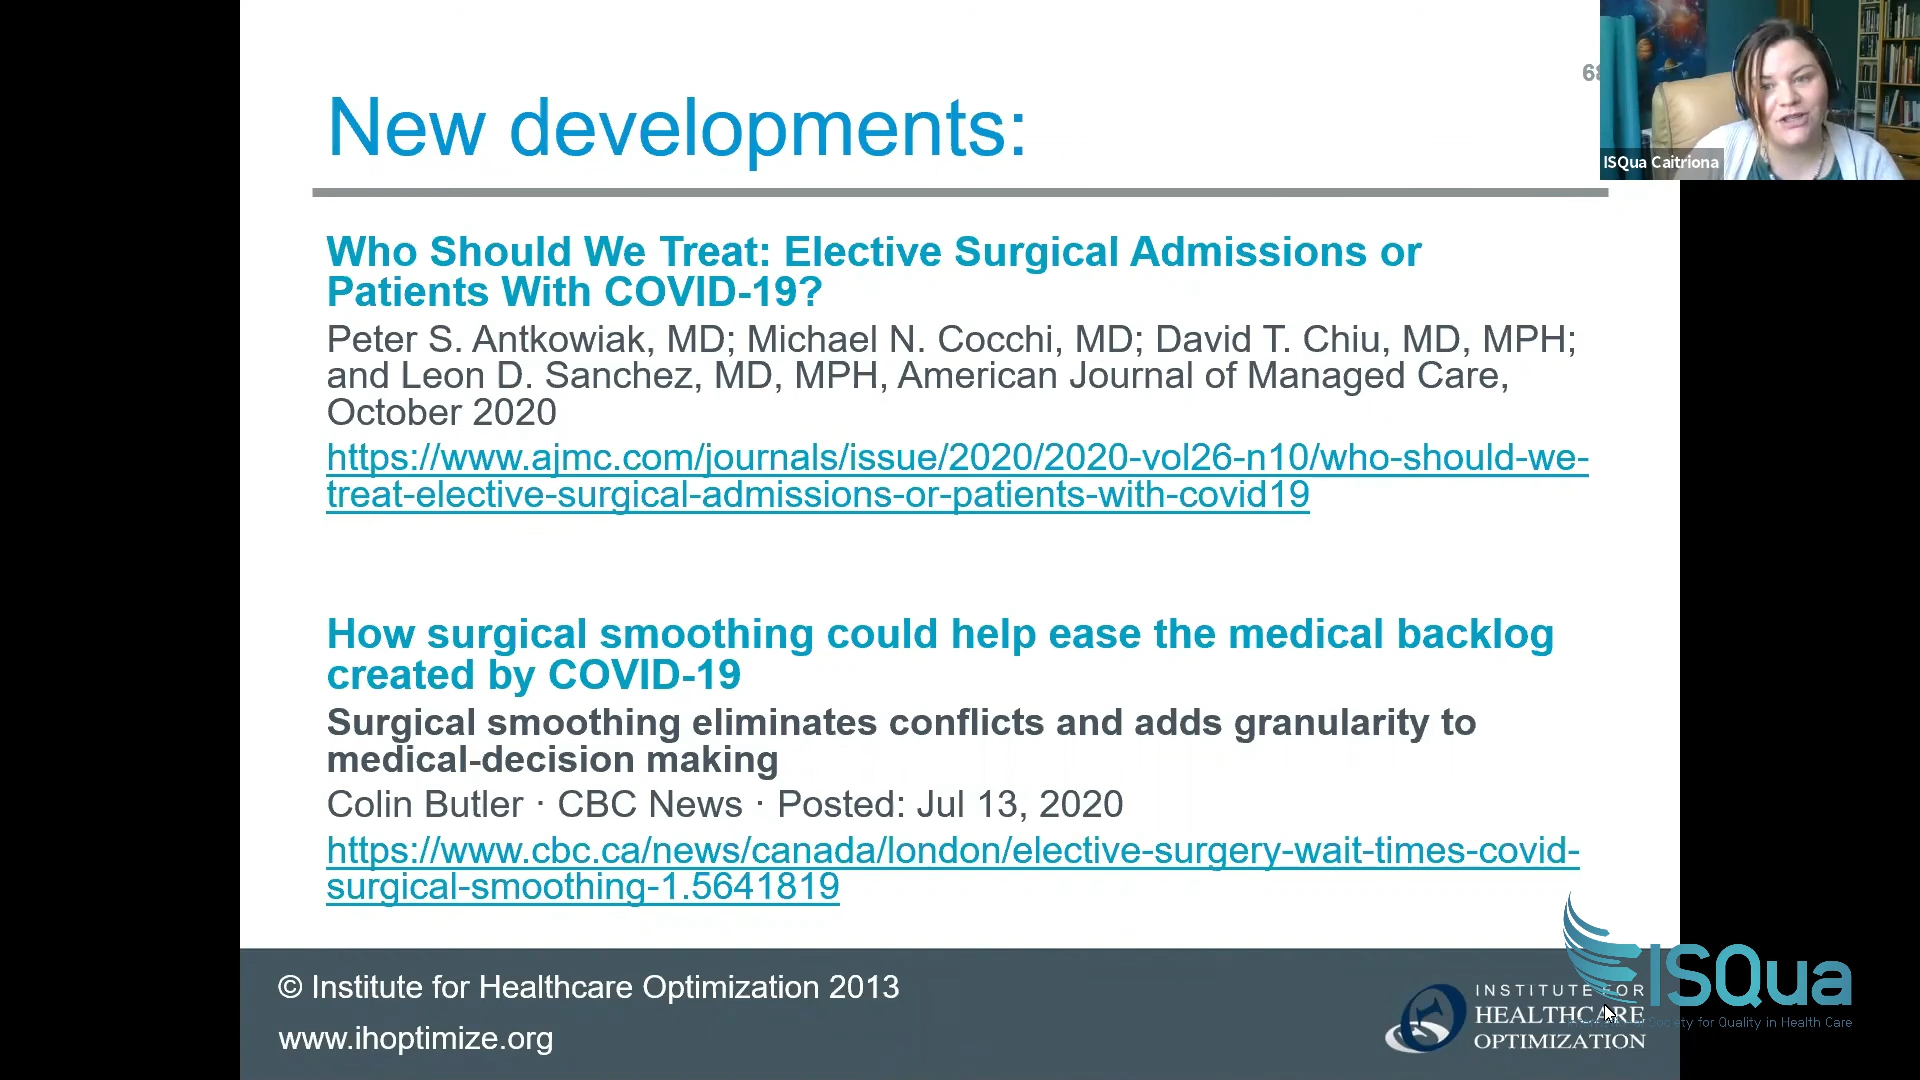 New developments:
Who Should We Treat: Elective Surgical Admissions or
Patients With COVID-19?
Peter S. Antkowiak, MD; Michael N. Cocchi, MD; David T. Chiu, MD, MPH;
and Leon D. Sanchez, MD, MPH, American Journal of Managed Care,
October 2020
https://www.ajmc.com/journals/issue/2020/2020-vol26-n10/who-should-we-
treat-elective-surgical-admissions-or-patients-with-covid19
How surgical smoothing could help ease the medical backlog
created by COVID-19
Surgical smoothing eliminates conflicts and adds granularity to
medical-decision making
Colin Butler · CBC News · Posted: Jul 13, 2020
https://www.cbc.ca/news/canada/london/elective-surgery-wait-times-covid-
surgical-smoothing-1.5641819
© Institute for Healthcare Optimization 2013
www.ihoptimize.org
INSTITUTE FOR
HEALTHCARE
OPTIMIZATION
ISQua
Society for Quality in Health Care
ISQua Caitriona